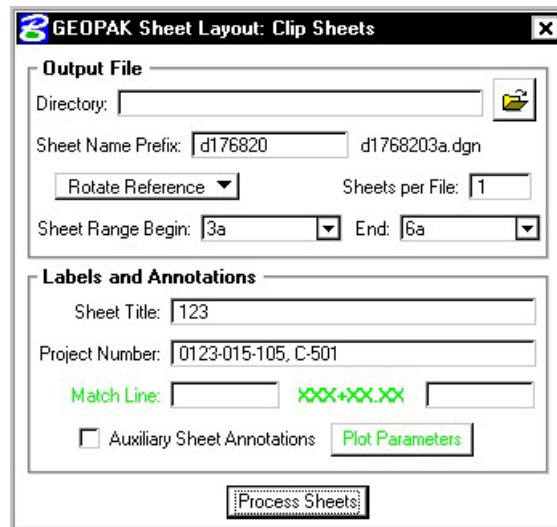 GEOPAK Sheet Layout: Clip Sheets
Output File
Directory:
Sheet Name Prefix: d176820 d1768203a.dgn
Rotate Reference Sheets per File: 1
Sheet Range Begin: 3a End: 6a
Labels and Annotations
Sheet Title: 123
Project Number: 0123-015-105, C-501
Match Line: XXX+XX.XX
Auxiliary Sheet Annotations Plot Parameters
Process Sheets